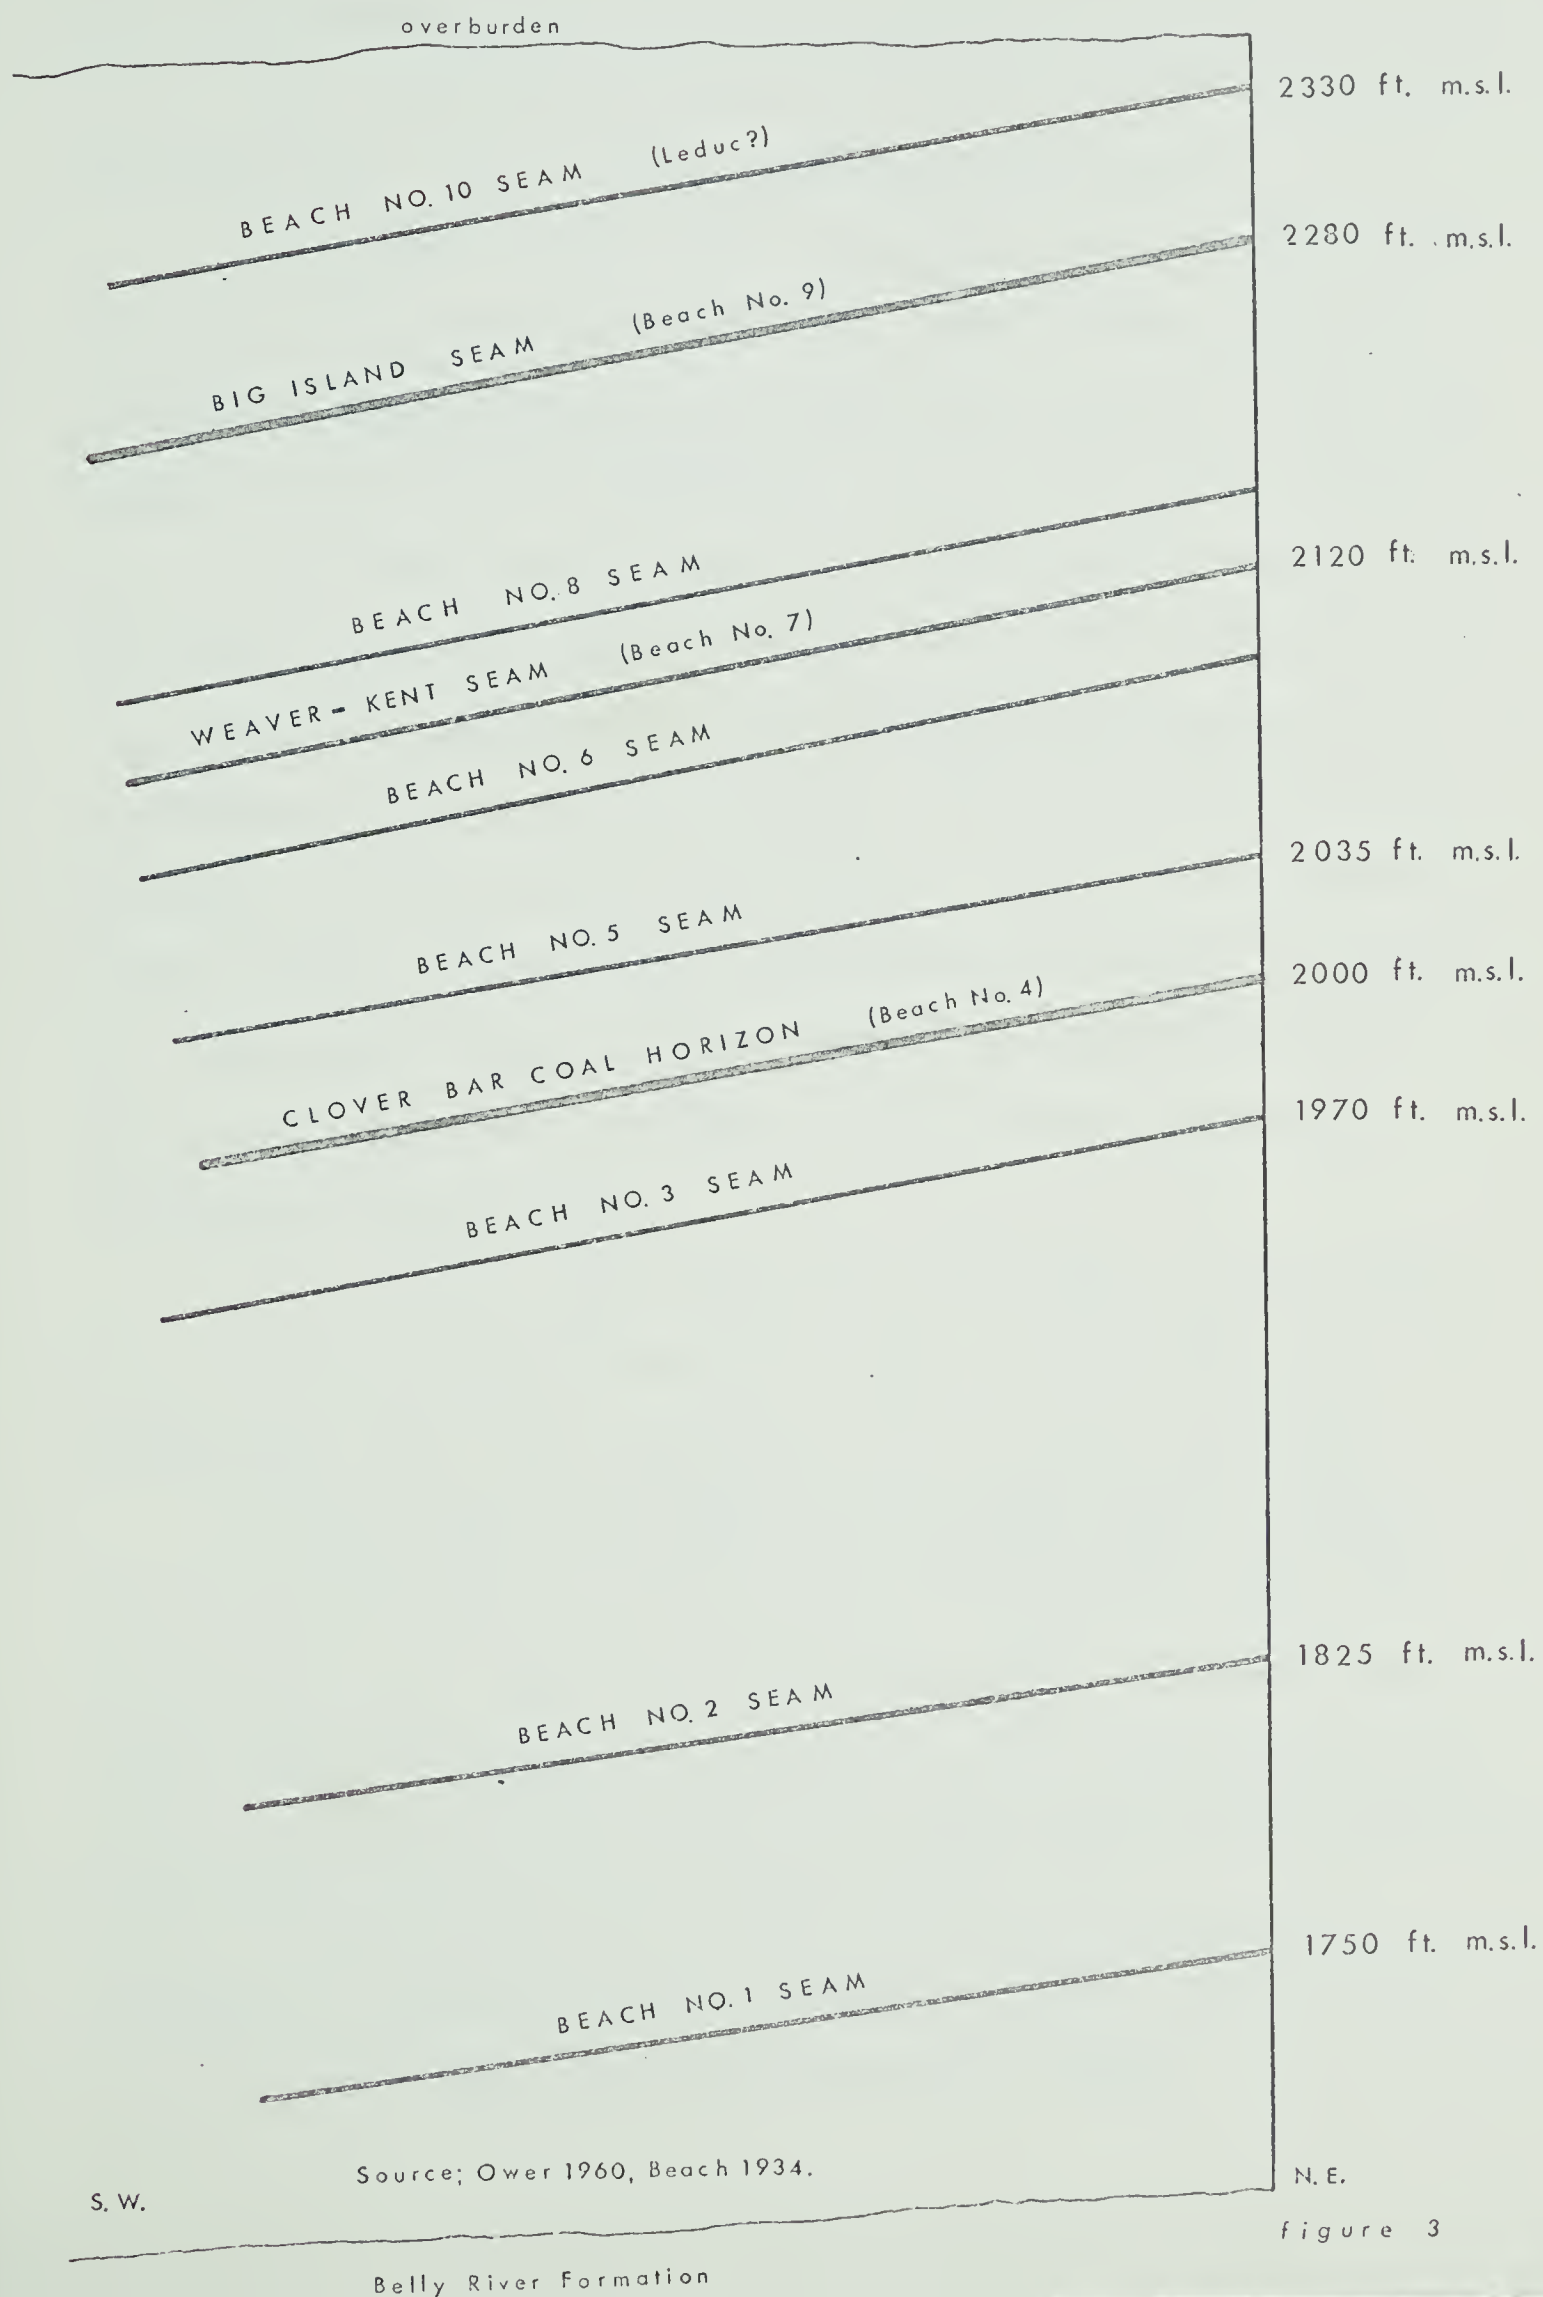 overburden
2330 ft. m.s.l.
BEACH NO. 10 SEAM (Leduc?)
2280 ft. m.s.l.
BIG ISLAND SEAM (Beach No. 9)
BEACH NO. 8 SEAM
2120 ft. m.s.l.
WEAVER-KENT SEAM (Beach No. 7)
BEACH NO. 6 SEAM
2035 ft. m.s.l.
BEACH NO. 5 SEAM
2000 ft. m.s.l.
CLOVER BAR COAL HORIZON (Beach No. 4)
1970 ft. m.s.l.
BEACH NO. 3 SEAM
1825 ft. m.s.l.
BEACH NO. 2 SEAM
1750 ft. m.s.l.
BEACH NO. 1 SEAM
Source; Ower 1960, Beach 1934.
S. W.
N. E.
figure 3
Belly River Formation